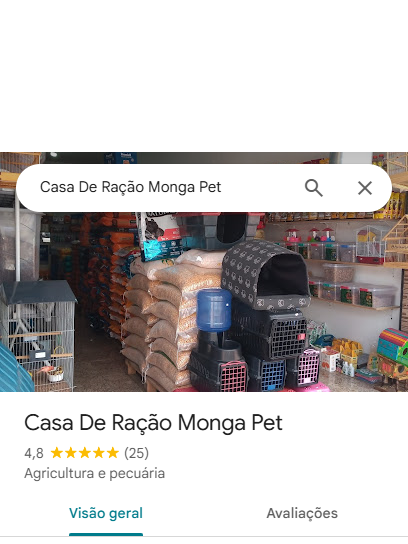 Casa De Ração Monga Pet
Casa De Ração Monga Pet
4,8 ★★★★★ (25)
Agricultura e pecuária
Visão geral
Avaliações